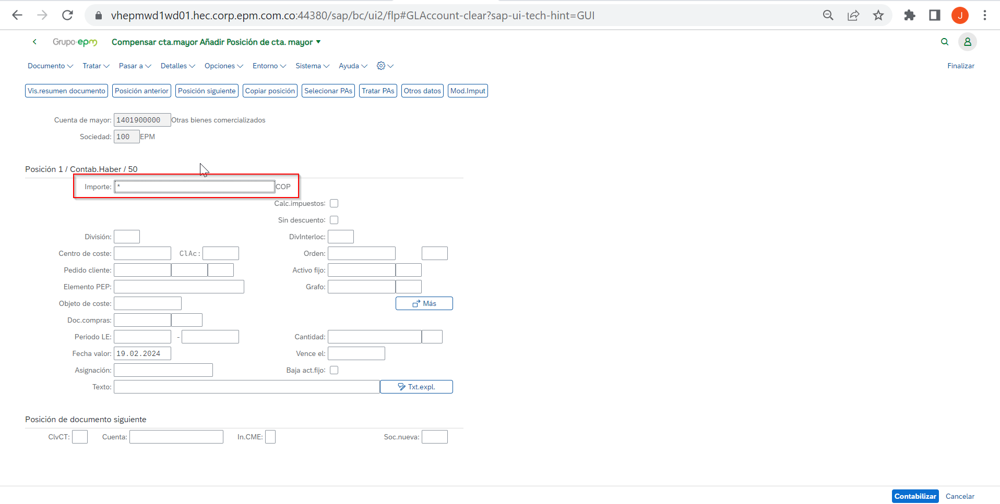 vhepmwd1wd01.hec.corp.epm.com.co:44380/sap/bc/ui2/flp#GLAccount-clear?sap-ui-tech-hint=GUI
J
Grupo·epm Compensar cta.mayor Añadir Posición de cta. mayor
Documento Tratar Pasar a Detalles Opciones Entorno Sistema Ayuda Finalizar
Vis.resumen documento Posición anterior Posición siguiente Copiar posición Selecionar PAs Tratar PAs Otros datos Mod.Imput
Cuenta de mayor: 1401900000 Otras bienes comercializados
Sociedad: 100 EPM
Posición 1 / Contab.Haber / 50
Importe: * COP
Calc.impuestos:
Sin descuento:
División: DivInterloc:
Centro de coste: ClAc: Orden:
Pedido cliente: Activo fijo:
Elemento PEP: Grafo:
Objeto de coste: Más
Doc.compras:
Periodo LE: - Cantidad:
Fecha valor: 19.02.2024 Vence el:
Asignación: Baja act.fijo:
Texto: Txt.expl.
Posición de documento siguiente
ClvCT: Cuenta: In.CME: Soc.nueva:
Contabilizar Cancelar